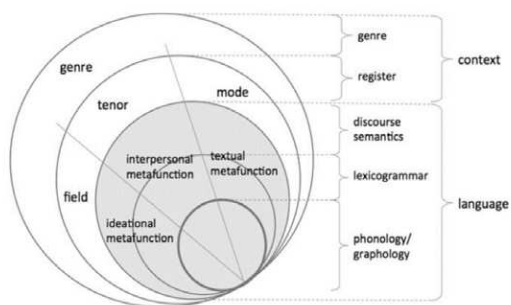 genre
tenor
mode
field
interpersonal
metafunction
textual
metafunction
ideational
metafunction
genre
register
discourse
semantics
lexicogrammar
phonology/
graphology
context
language